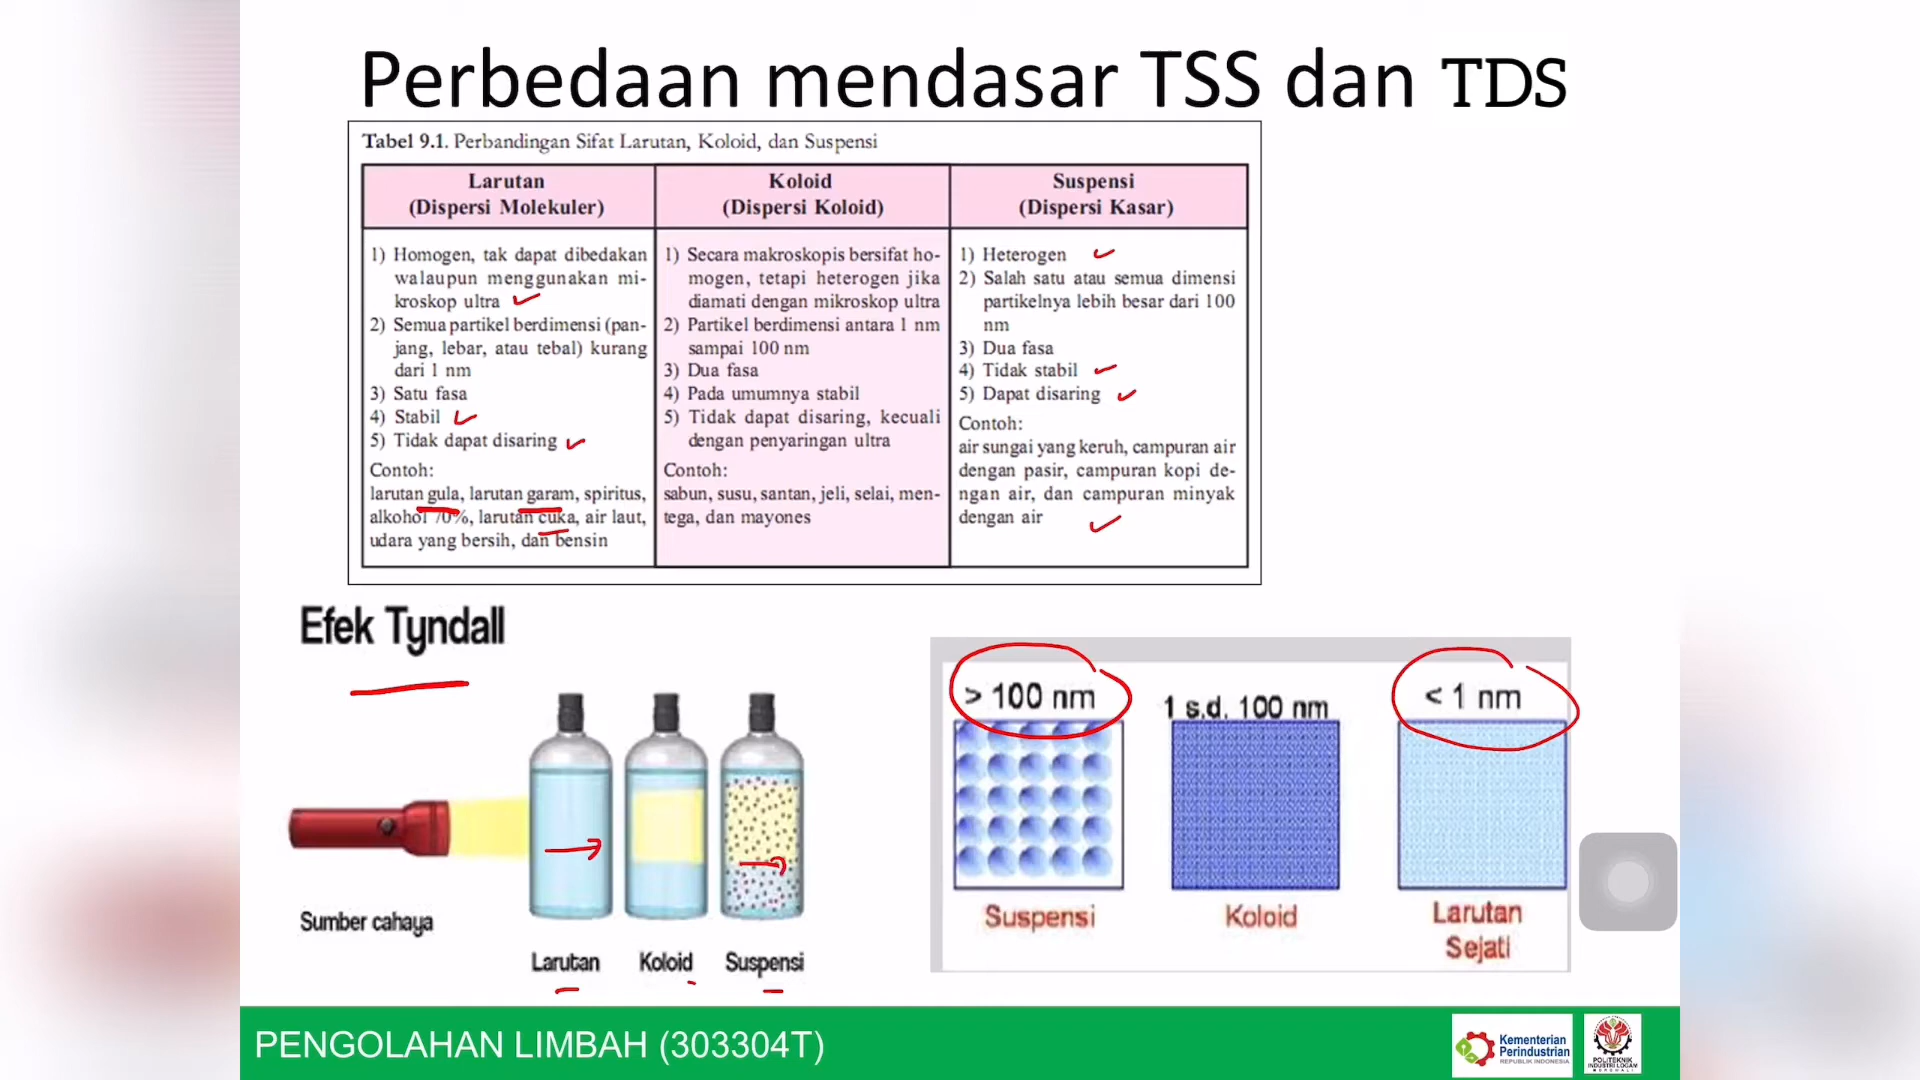 Perbedaan mendasar TSS dan TDS
Tabel 9.1. Perbandingan Sifat Larutan, Koloid, dan Suspensi
Larutan
(Dispersi Molekuler)
Koloid
(Dispersi Koloid)
Suspensi
(Dispersi Kasar)
1) Homogen, tak dapat dibedakan
walaupun menggunakan mi-
kroskop ultra
2) Semua partikel berdimensi (pan-
jang, lebar, atau tebal) kurang
dari 1 nm
3) Satu fasa
4) Stabil
5) Tidak dapat disaring
Contoh:
larutan gula, larutan garam, spiritus,
alkohol 70%, larutan cuka, air laut,
udara yang bersih, dan bensin
1) Secara makroskopis bersifat ho-
mogen, tetapi heterogen jika
diamati dengan mikroskop ultra
2) Partikel berdimensi antara 1 nm
sampai 100 nm
3) Dua fasa
4) Pada umumnya stabil
5) Tidak dapat disaring, kecuali
dengan penyaringan ultra
Contoh:
sabun, susu, santan, jeli, selai, men-
tega, dan mayones
1) Heterogen
2) Salah satu atau semua dimensi
partikelnya lebih besar dari 100
nm
3) Dua fasa
4) Tidak stabil
5) Dapat disaring
Contoh:
air sungai yang keruh, campuran air
dengan pasir, campuran kopi de-
ngan air, dan campuran minyak
dengan air
Efek Tyndall
Sumber cahaya
Larutan
Koloid
Suspensi
> 100 nm
1 s.d. 100 nm
< 1 nm
Suspensi
Koloid
Larutan
Sejati
PENGOLAHAN LIMBAH (303304T)
Kementerian
Perindustrian
REPUBLIK INDONESIA
POLITEKNIK
INDUSTRI LOGAM
MOROWALI